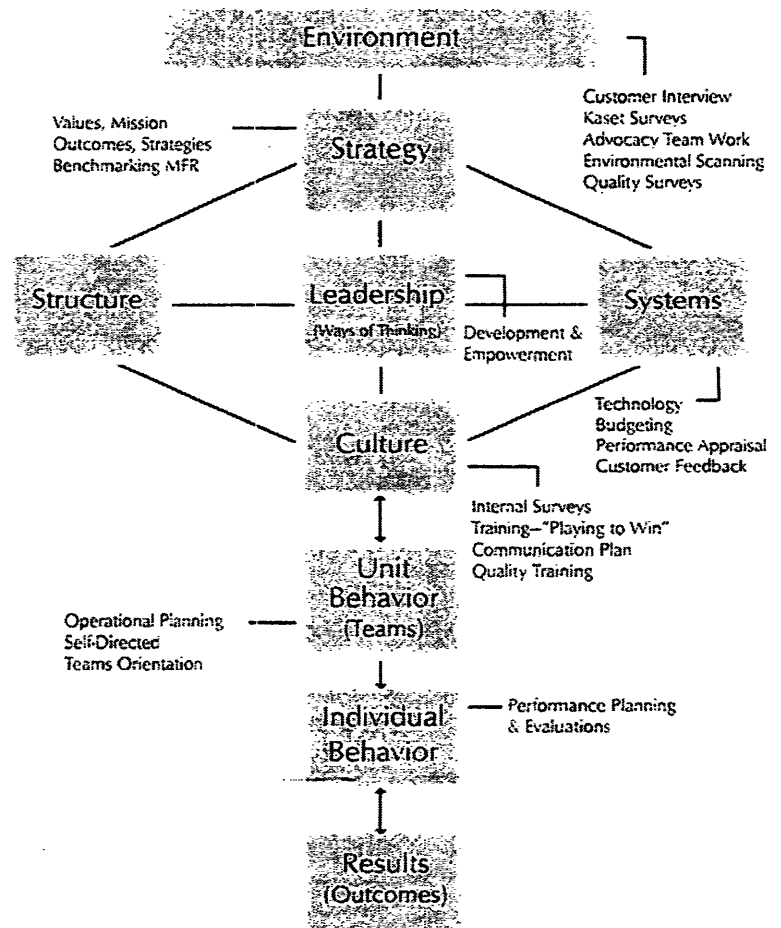 Environment
Customer Interview
Kaset Surveys
Advocacy Team Work
Environmental Scanning
Quality Surveys
Values, Mission
Outcomes, Strategies
Benchmarking MFR
Strategy
Structure
Leadership
(Ways of Thinking)
Systems
Development &
Empowerment
Technology
Budgeting
Performance Appraisal
Customer Feedback
Culture
Internal Surveys
Training–"Playing to Win"
Communication Plan
Quality Training
Unit
Behavior
(Teams)
Operational Planning
Self-Directed
Teams Orientation
Individual
Behavior
Performance Planning
& Evaluations
Results
(Outcomes)